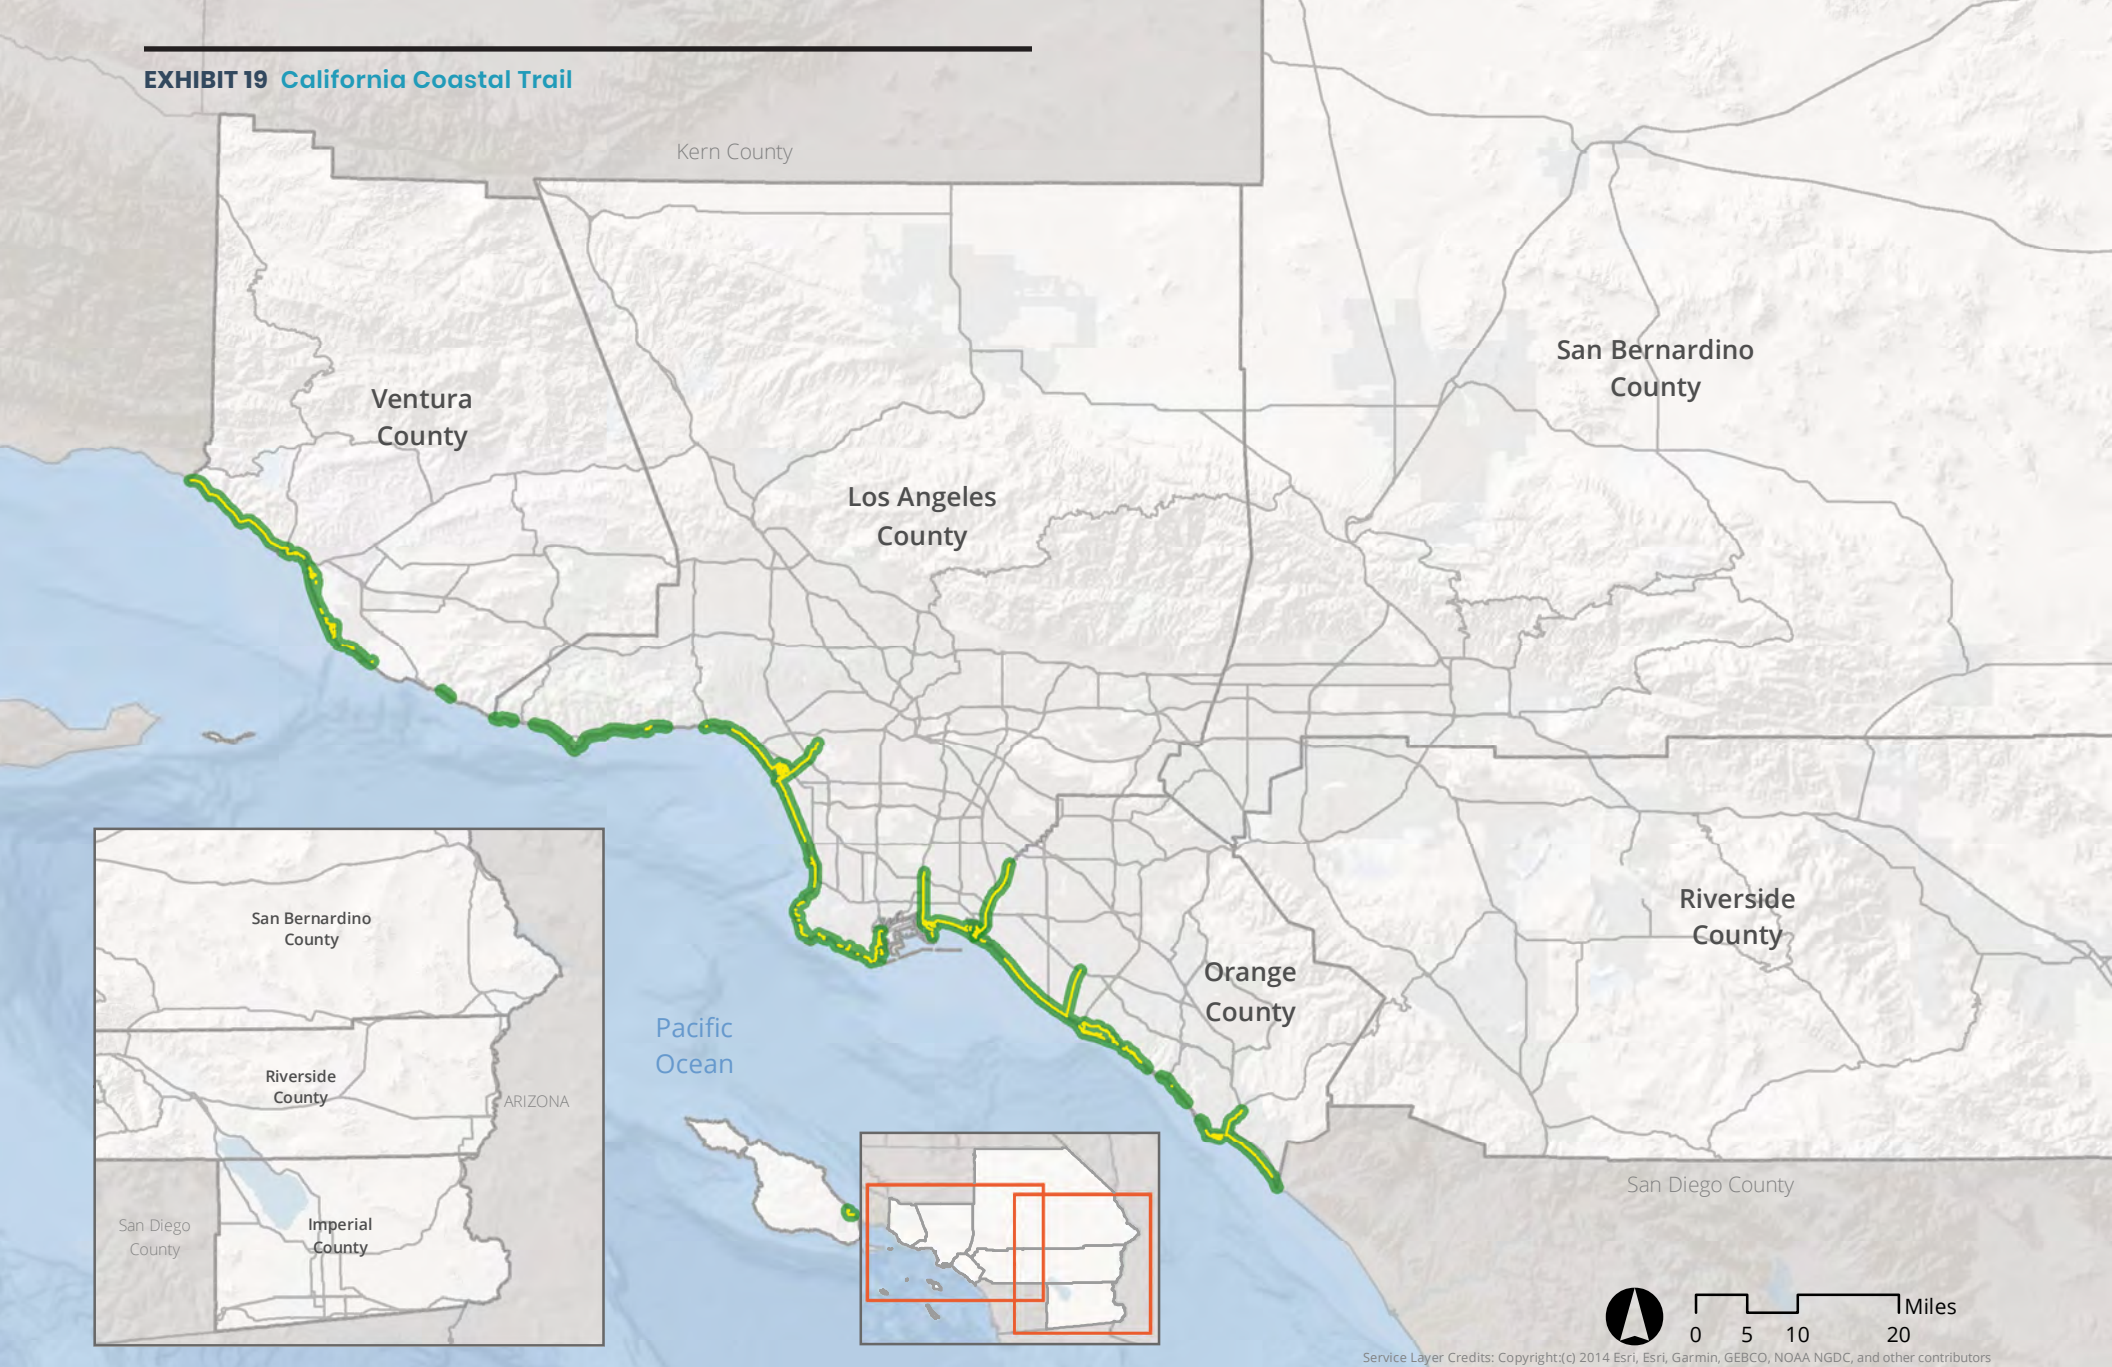 EXHIBIT 19 California Coastal Trail
Kern County
San Bernardino
County
Ventura
County
Los Angeles
County
Riverside
County
Orange
County
Pacific
Ocean
San Bernardino
County
Riverside
County
ARIZONA
San Diego
County
Imperial
County
San Diego County
Miles
0 5 10 20
Service Layer Credits: Copyright:(c) 2014 Esri, Esri, Garmin, GEBCO, NOAA NGDC, and other contributors